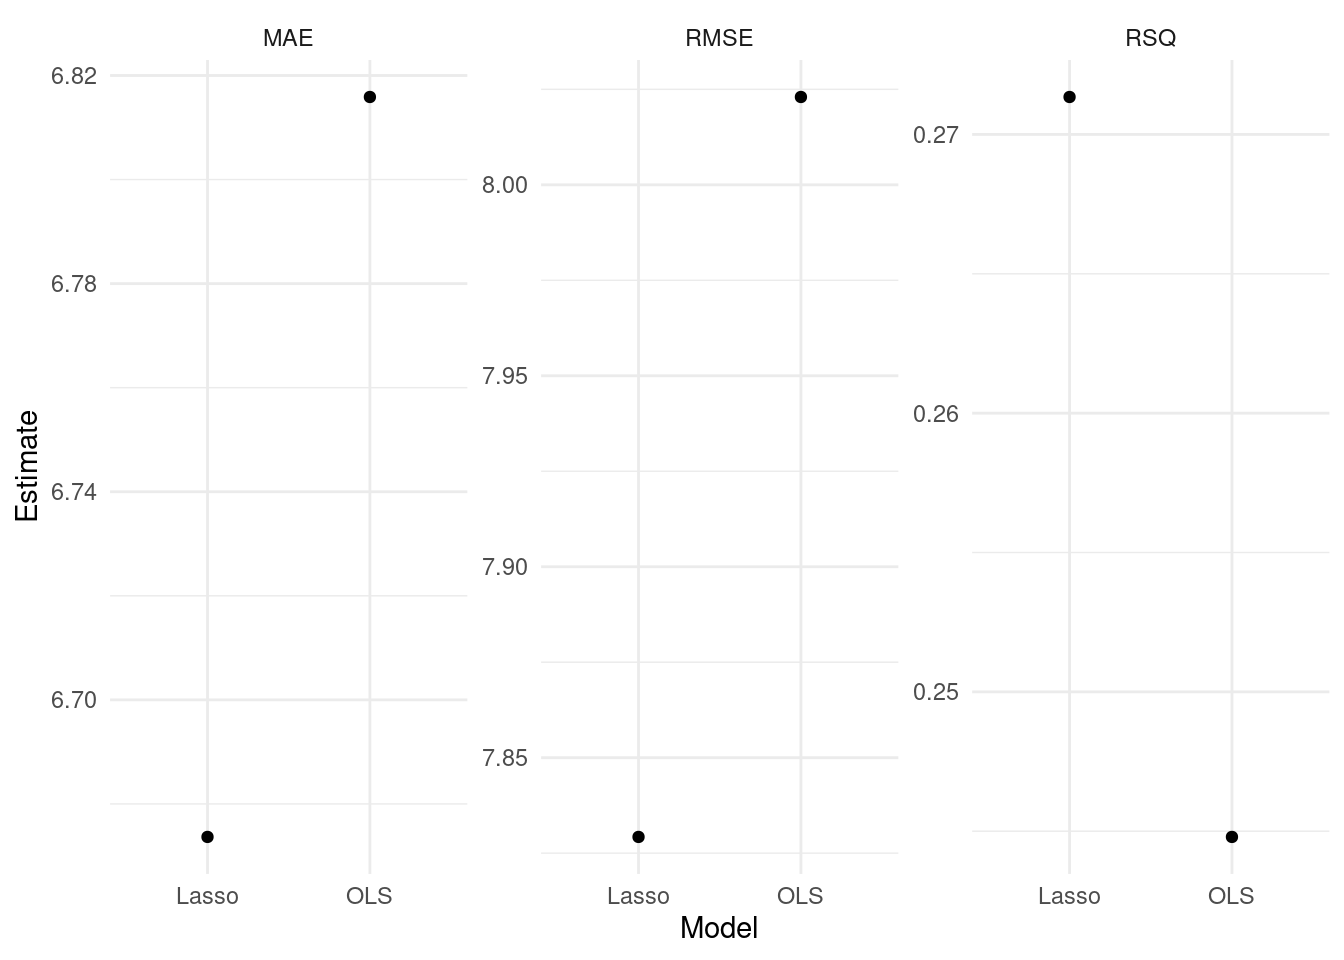 MAE
RMSE
RSQ
6.82
6.78
6.74
6.70
8.00
7.95
7.90
7.85
0.27
0.26
0.25
Estimate
Lasso
OLS
Lasso
OLS
Lasso
OLS
Model